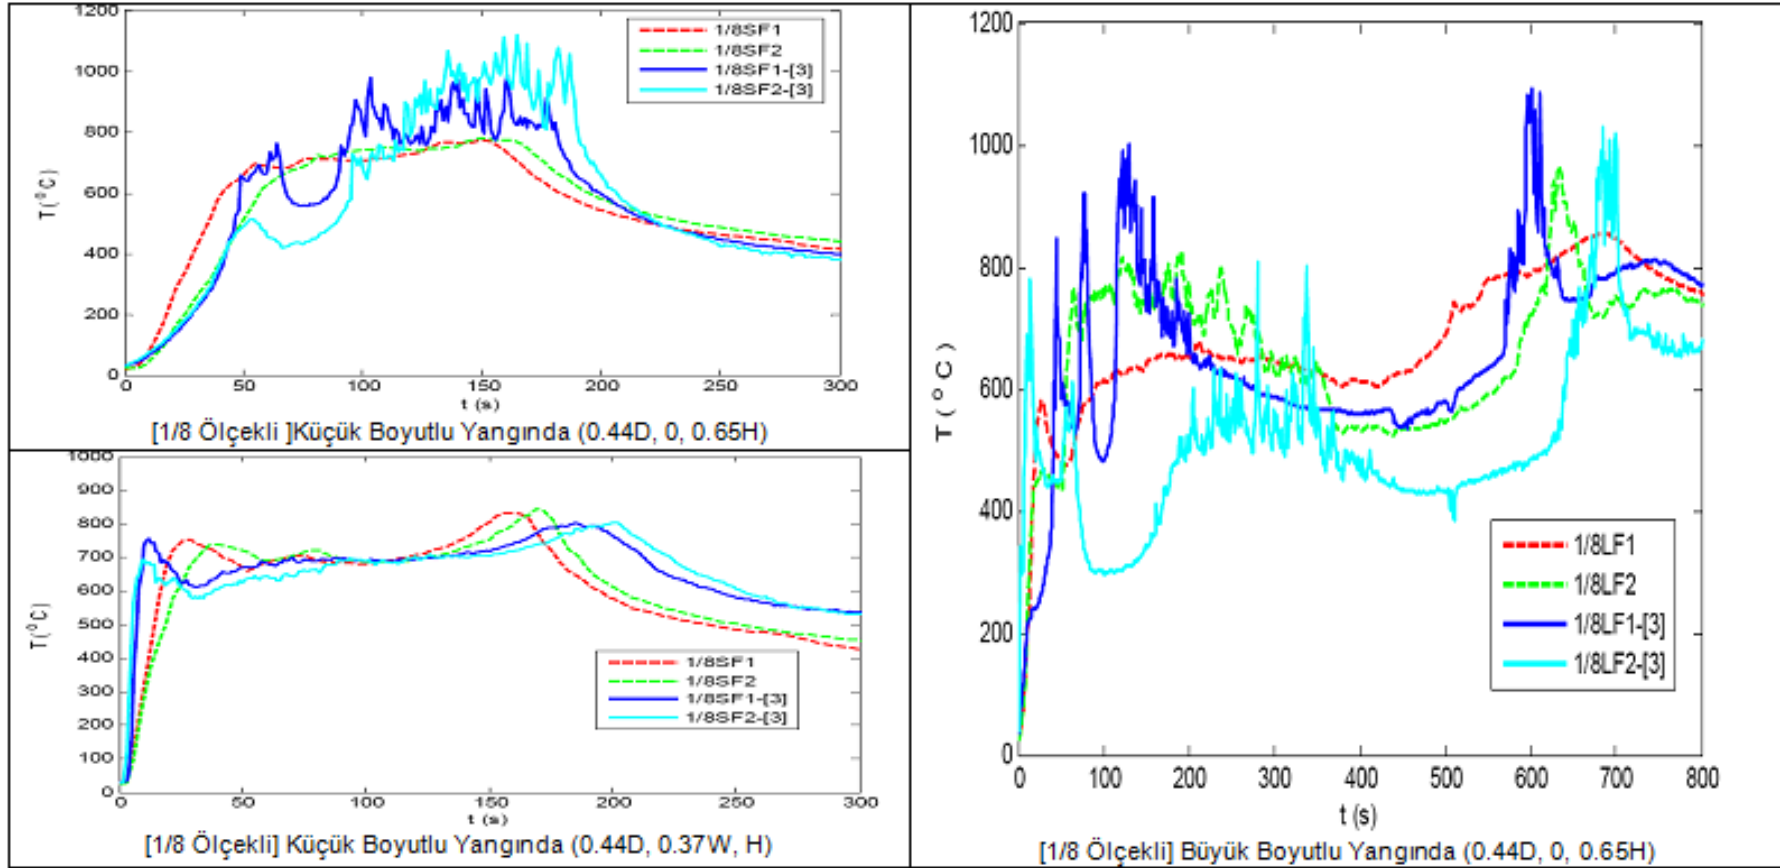 1200
1000
800
600
400
200
0
T (°C)
0 50 100 150 200 250 300
t (s)
1/8SF1
1/8SF2
1/8SF1-[3]
1/8SF2-[3]
[1/8 Ölçekli ]Küçük Boyutlu Yangında (0.44D, 0, 0.65H)
1000
900
800
700
600
500
400
300
200
100
0
T(°C)
0 50 100 150 200 250 300
t (s)
1/8SF1
1/8SF2
1/8SF1-[3]
1/8SF2-[3]
[1/8 Ölçekli] Küçük Boyutlu Yangında (0.44D, 0.37W, H)
1200
1000
800
600
400
200
0
T(°C)
0 100 200 300 400 500 600 700 800
t (s)
1/8LF1
1/8LF2
1/8LF1-[3]
1/8LF2-[3]
[1/8 Ölçekli] Büyük Boyutlu Yangında (0.44D, 0, 0.65H)